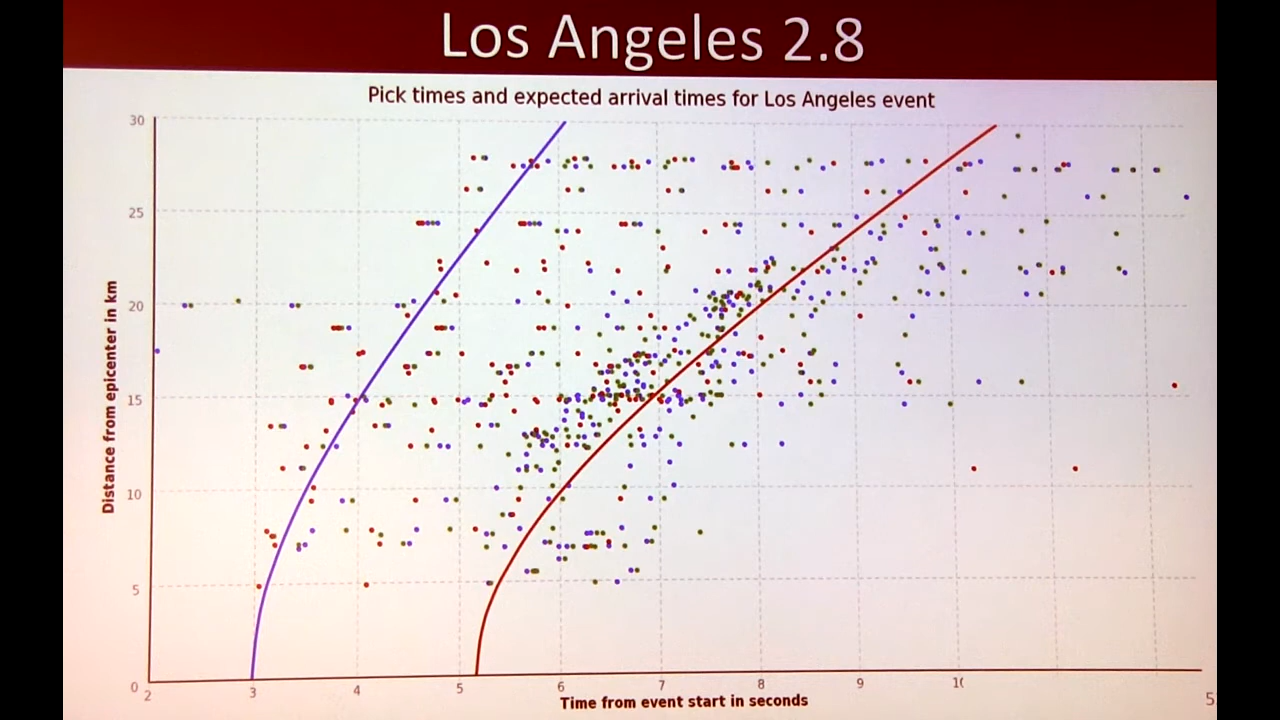 Los Angeles 2.8
Pick times and expected arrival times for Los Angeles event
30
25
20
15
10
5
0
Distance from epicenter in km
2 3 4 5 6 7 8 9
Time from event start in seconds
5